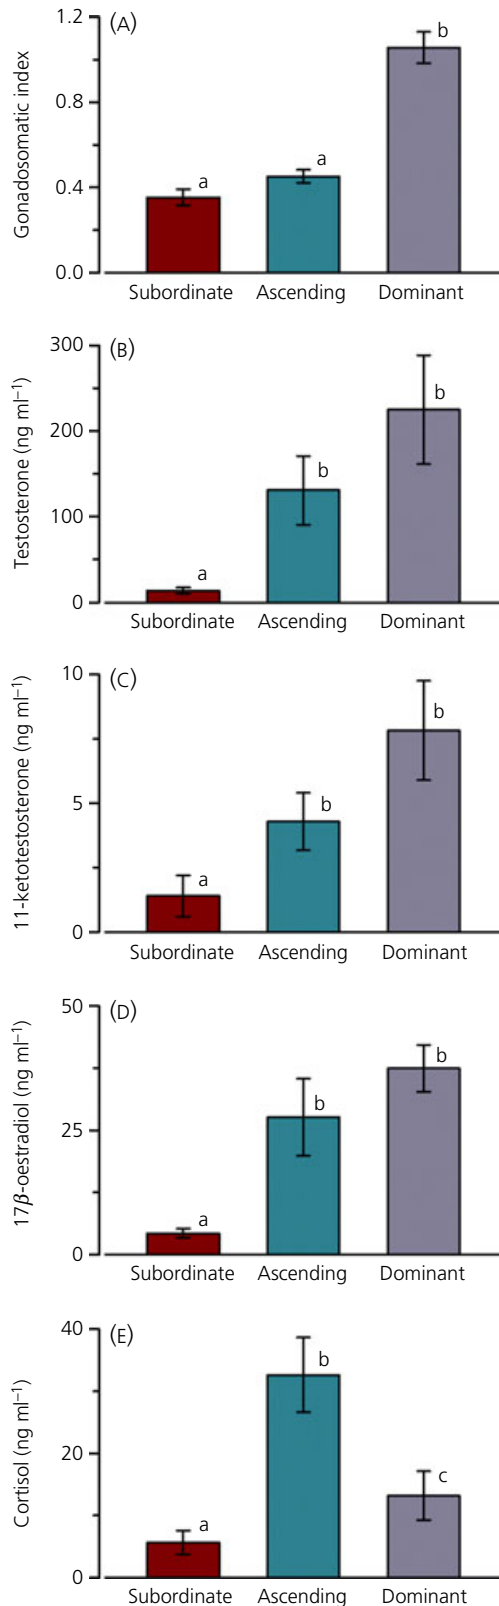 (A)
Gonadosomatic index
1.2
0.8
0.4
0.0
a
a
b
Subordinate Ascending Dominant
(B)
Testosterone (ng ml⁻¹)
300
200
100
0
a
b
b
Subordinate Ascending Dominant
(C)
11-ketotestosterone (ng ml⁻¹)
10
5
0
a
b
b
Subordinate Ascending Dominant
(D)
17β-oestradiol (ng ml⁻¹)
50
25
0
a
b
b
Subordinate Ascending Dominant
(E)
Cortisol (ng ml⁻¹)
40
20
0
a
b
c
Subordinate Ascending Dominant